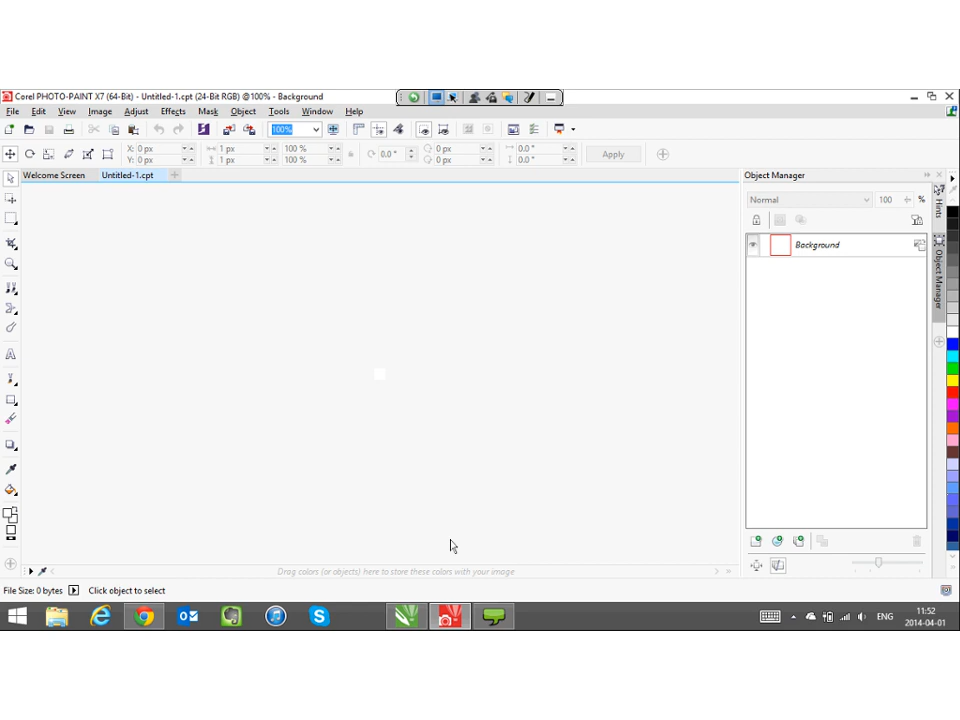 Corel PHOTO-PAINT X7 (64-Bit) - Untitled-1.cpt (24-Bit RGB) @100% - Background
File Edit View Image Adjust Effects Mask Object Tools Window Help
100%
X: 0 px 1 px 100 % 0.0 ° 0 px 0.0 °
Y: 0 px 1 px 100 % 0 px 0.0 °
Apply
Welcome Screen Untitled-1.cpt
Object Manager
Normal 100 %
Hints
Background
Object Manager
Drag colors (or objects) here to store these colors with your image
File Size: 0 bytes Click object to select
ENG
11:52
2014-04-01